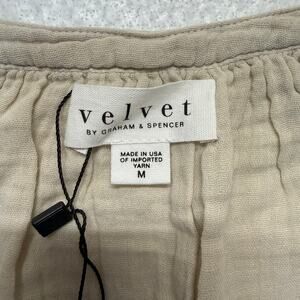 velvet
BY GRAHAM & SPENCER
MADE IN USA
OF IMPORTED
YARN
M